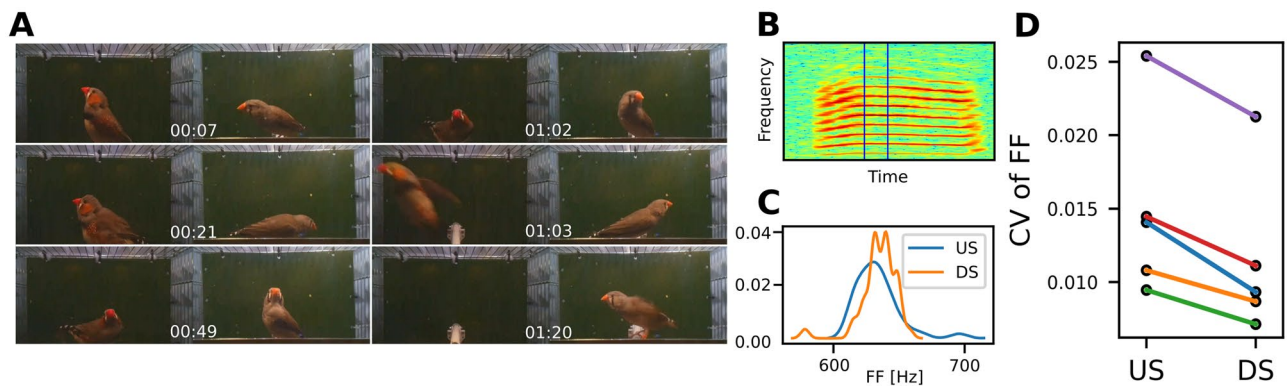 A
00:07
01:02
00:21
01:03
00:49
01:20
B
Frequency
Time
C
0.04
0.02
0.00
US
DS
600
700
FF [Hz]
D
CV of FF
0.025
0.020
0.015
0.010
US
DS